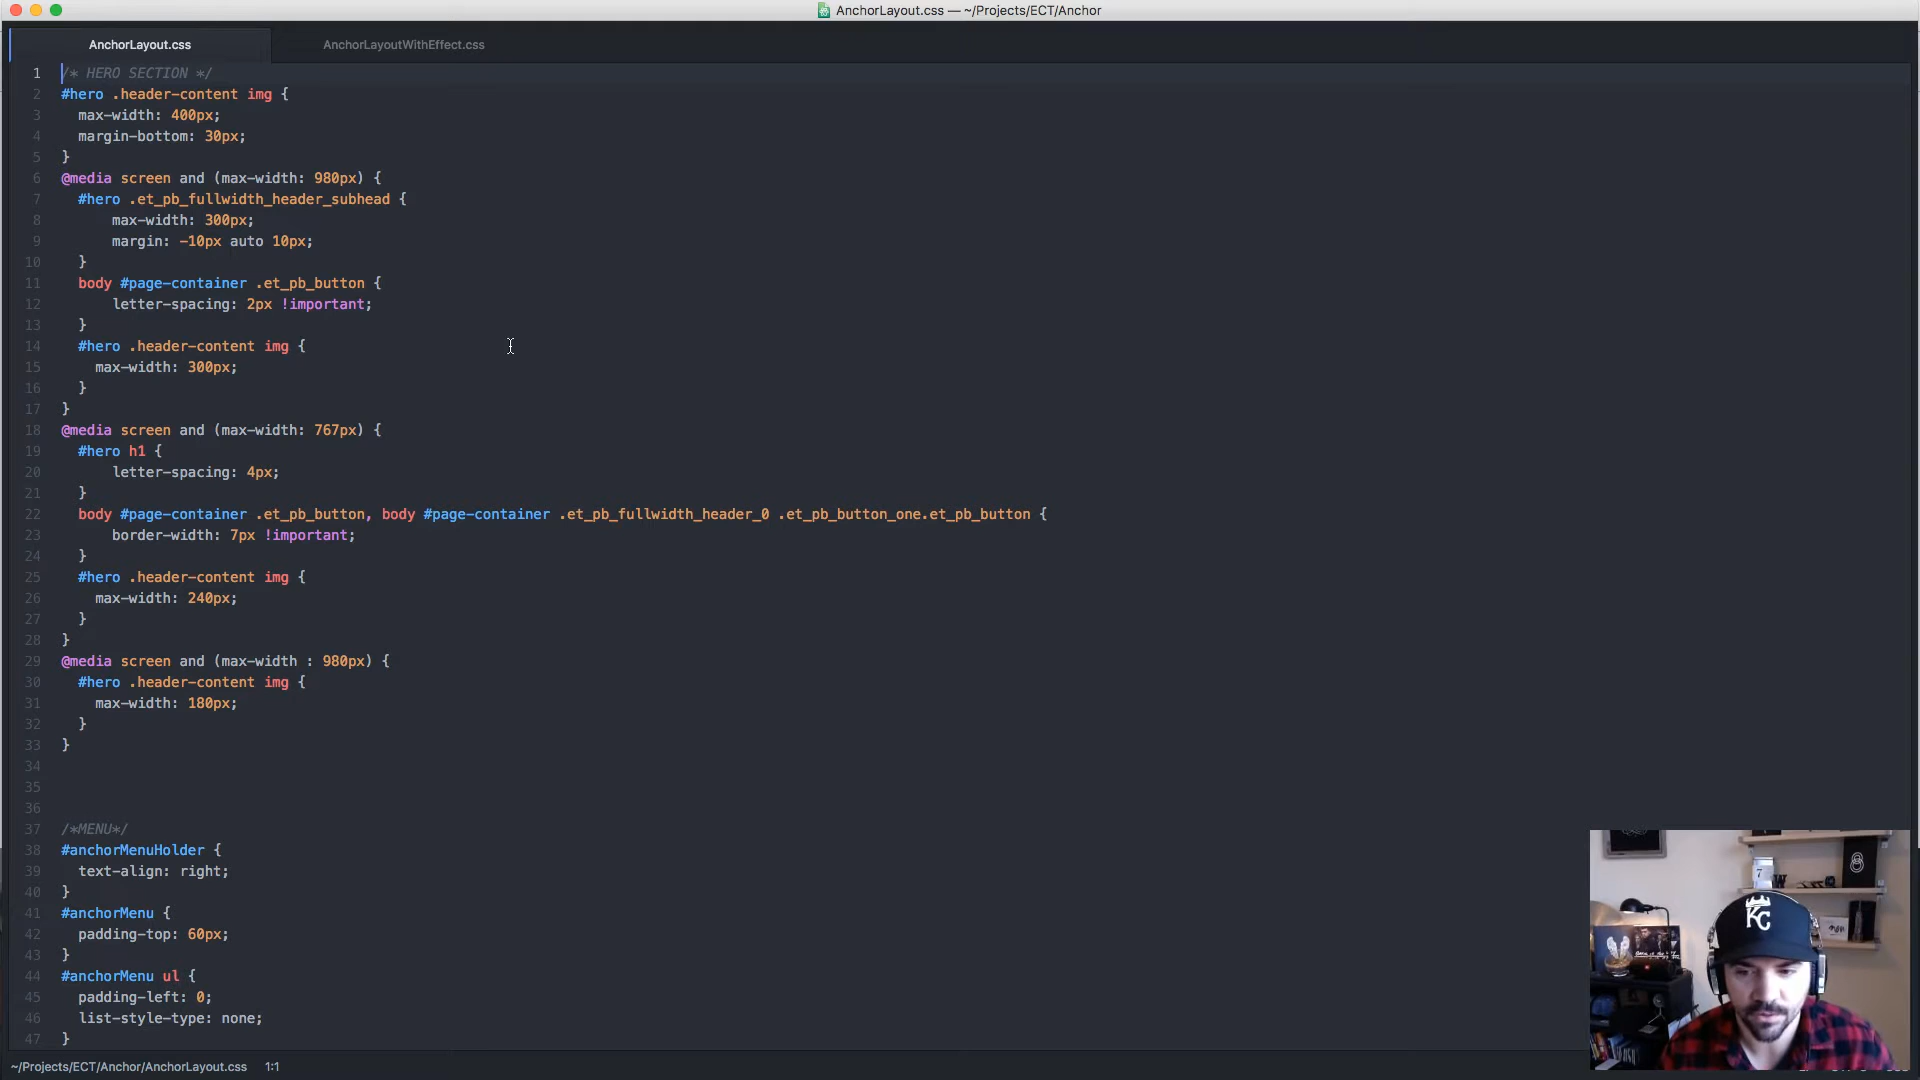 AnchorLayout.css — ~/Projects/ECT/Anchor
AnchorLayout.css
AnchorLayoutWithEffect.css
1 /* HERO SECTION */
2 #hero .header-content img {
3 max-width: 400px;
4 margin-bottom: 30px;
5 }
6 @media screen and (max-width: 980px) {
7 #hero .et_pb_fullwidth_header_subhead {
8 max-width: 300px;
9 margin: -10px auto 10px;
10 }
11 body #page-container .et_pb_button {
12 letter-spacing: 2px !important;
13 }
14 #hero .header-content img {
15 max-width: 300px;
16 }
17 }
18 @media screen and (max-width: 767px) {
19 #hero h1 {
20 letter-spacing: 4px;
21 }
22 body #page-container .et_pb_button, body #page-container .et_pb_fullwidth_header_0 .et_pb_button_one.et_pb_button {
23 border-width: 7px !important;
24 }
25 #hero .header-content img {
26 max-width: 240px;
27 }
28 }
29 @media screen and (max-width : 980px) {
30 #hero .header-content img {
31 max-width: 180px;
32 }
33 }
34
35
36
37 /*MENU*/
38 #anchorMenuHolder {
39 text-align: right;
40 }
41 #anchorMenu {
42 padding-top: 60px;
43 }
44 #anchorMenu ul {
45 padding-left: 0;
46 list-style-type: none;
47 }
~/Projects/ECT/Anchor/AnchorLayout.css 1:1
KC
7